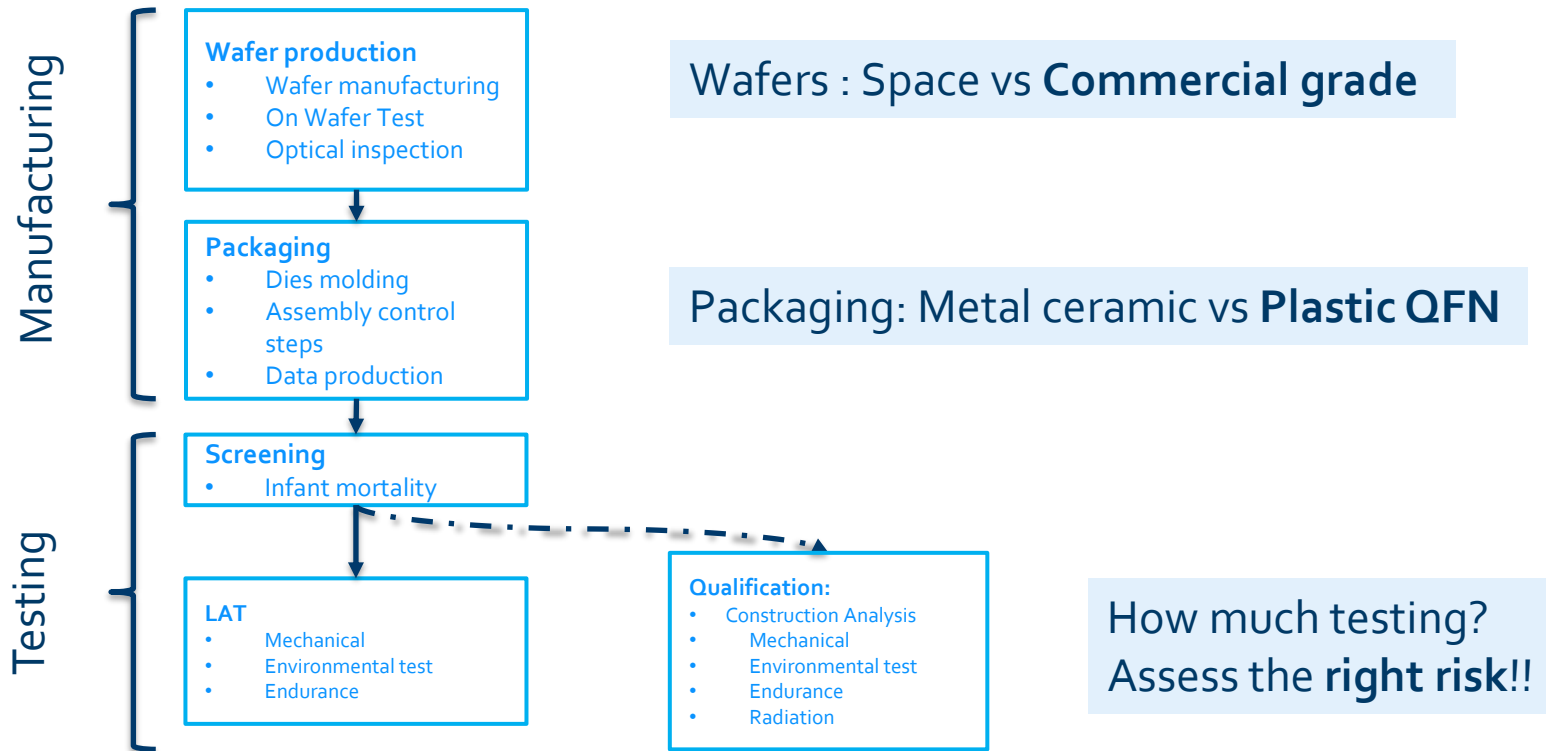 Manufacturing
Wafer production
• Wafer manufacturing
• On Wafer Test
• Optical inspection
Wafers : Space vs Commercial grade
Packaging
• Dies molding
• Assembly control
steps
• Data production
Packaging: Metal ceramic vs Plastic QFN
Testing
Screening
• Infant mortality
LAT
• Mechanical
• Environmental test
• Endurance
Qualification:
• Construction Analysis
• Mechanical
• Environmental test
• Endurance
• Radiation
How much testing?
Assess the right risk!!